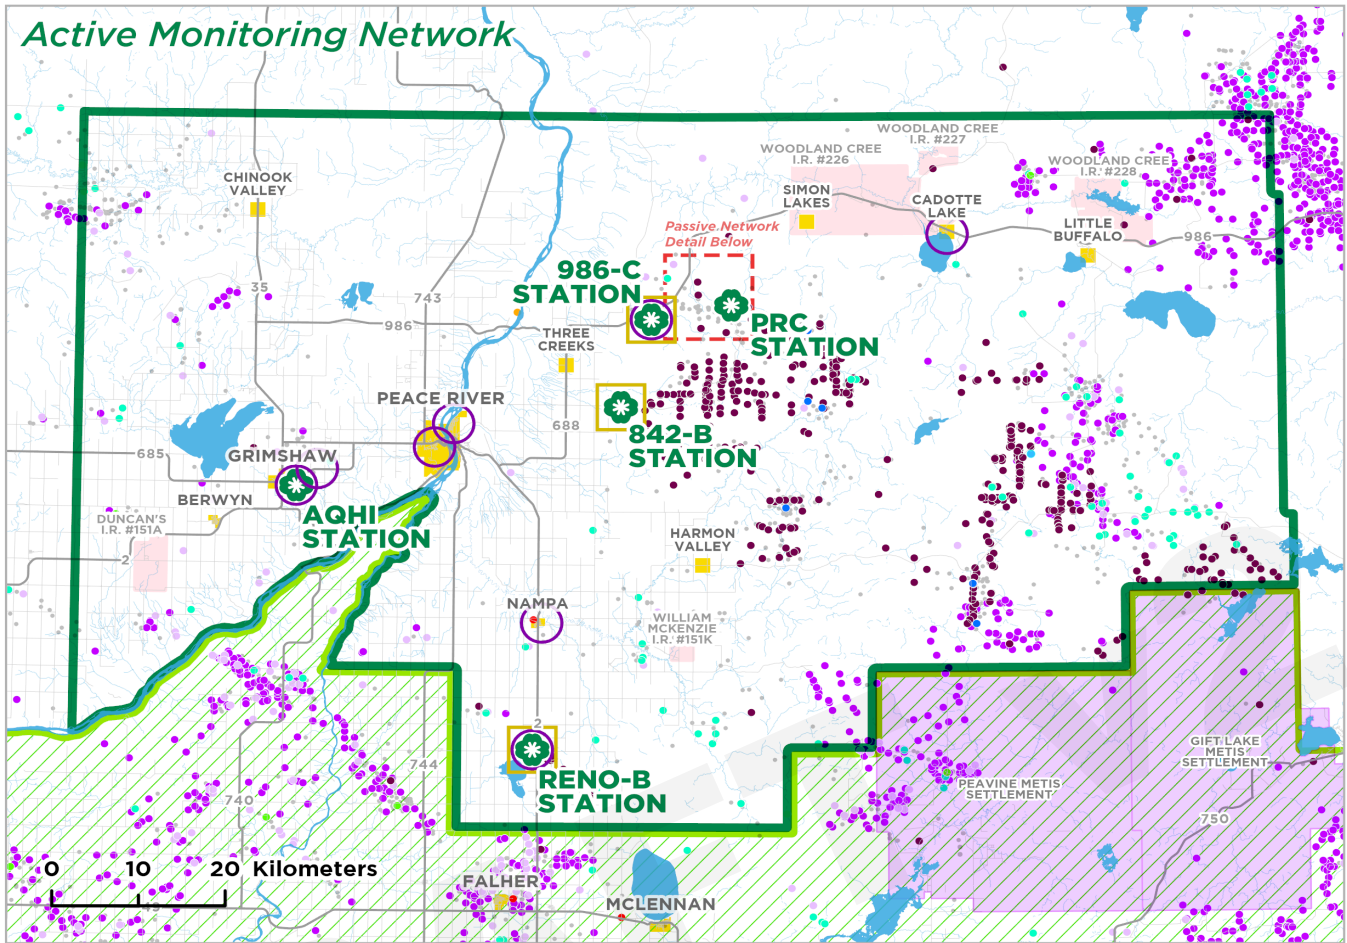 Active Monitoring Network
WOODLAND CREE
I.R. #227
WOODLAND CREE
I.R. #226
WOODLAND CREE
I.R. #228
CHINOOK
VALLEY
SIMON
LAKES
CADOTTE
LAKE
LITTLE
BUFFALO
986
Passive Network
Detail Below
986-C
STATION
35
743
986
PRC
STATION
THREE
CREEKS
PEACE RIVER
688
842-B
STATION
685
GRIMSHAW
BERWYN
AQHI
STATION
DUNCAN'S
I.R. #151A
2
HARMON
VALLEY
NAMPA
WILLIAM
MCKENZIE
I.R. #151K
2
RENO-B
STATION
744
740
GIFT LAKE
METIS
SETTLEMENT
PEAVINE METIS
SETTLEMENT
750
0 10 20 Kilometers
FALHER
MCLENNAN